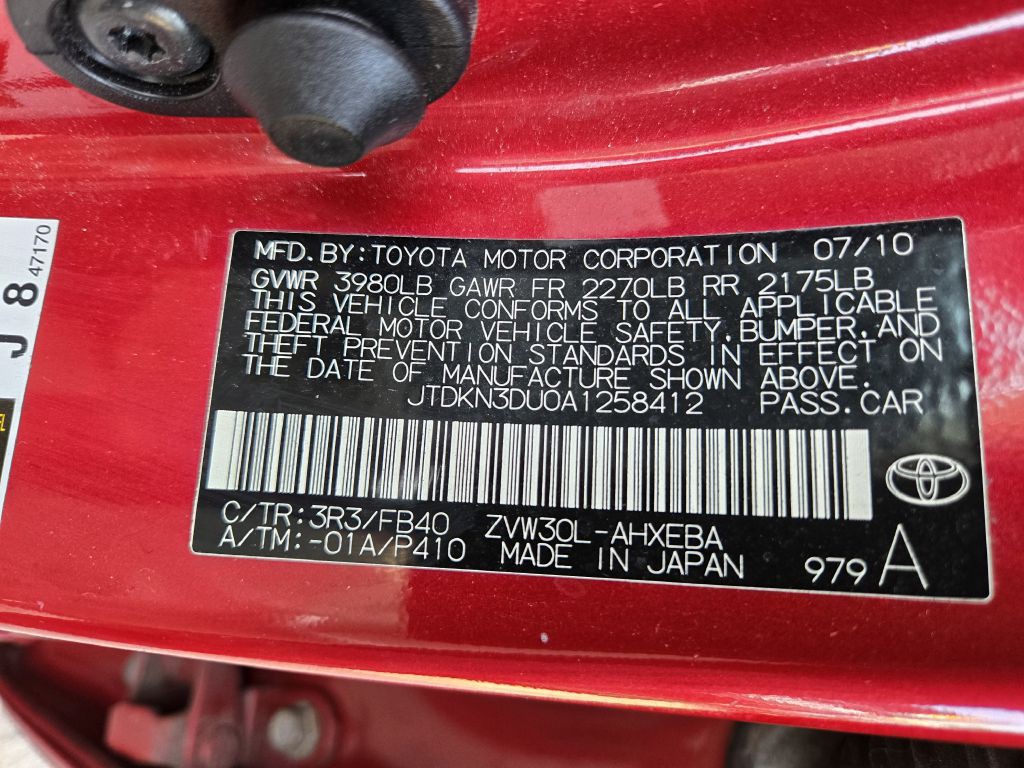 MFD. BY: TOYOTA MOTOR CORPORATION 07/10
GVWR 3980LB GAWR FR 2270LB RR 2175LB
THIS VEHICLE CONFORMS TO ALL APPLICABLE
FEDERAL MOTOR VEHICLE SAFETY, BUMPER, AND
THEFT PREVENTION STANDARDS IN EFFECT ON
THE DATE OF MANUFACTURE SHOWN ABOVE.
JTDKN3DU0A1258412 PASS. CAR
C/TR: 3R3/FB40 ZVW30L-AHXEBA
A/TM: -01A/P410 MADE IN JAPAN
979 A
J 8
47170